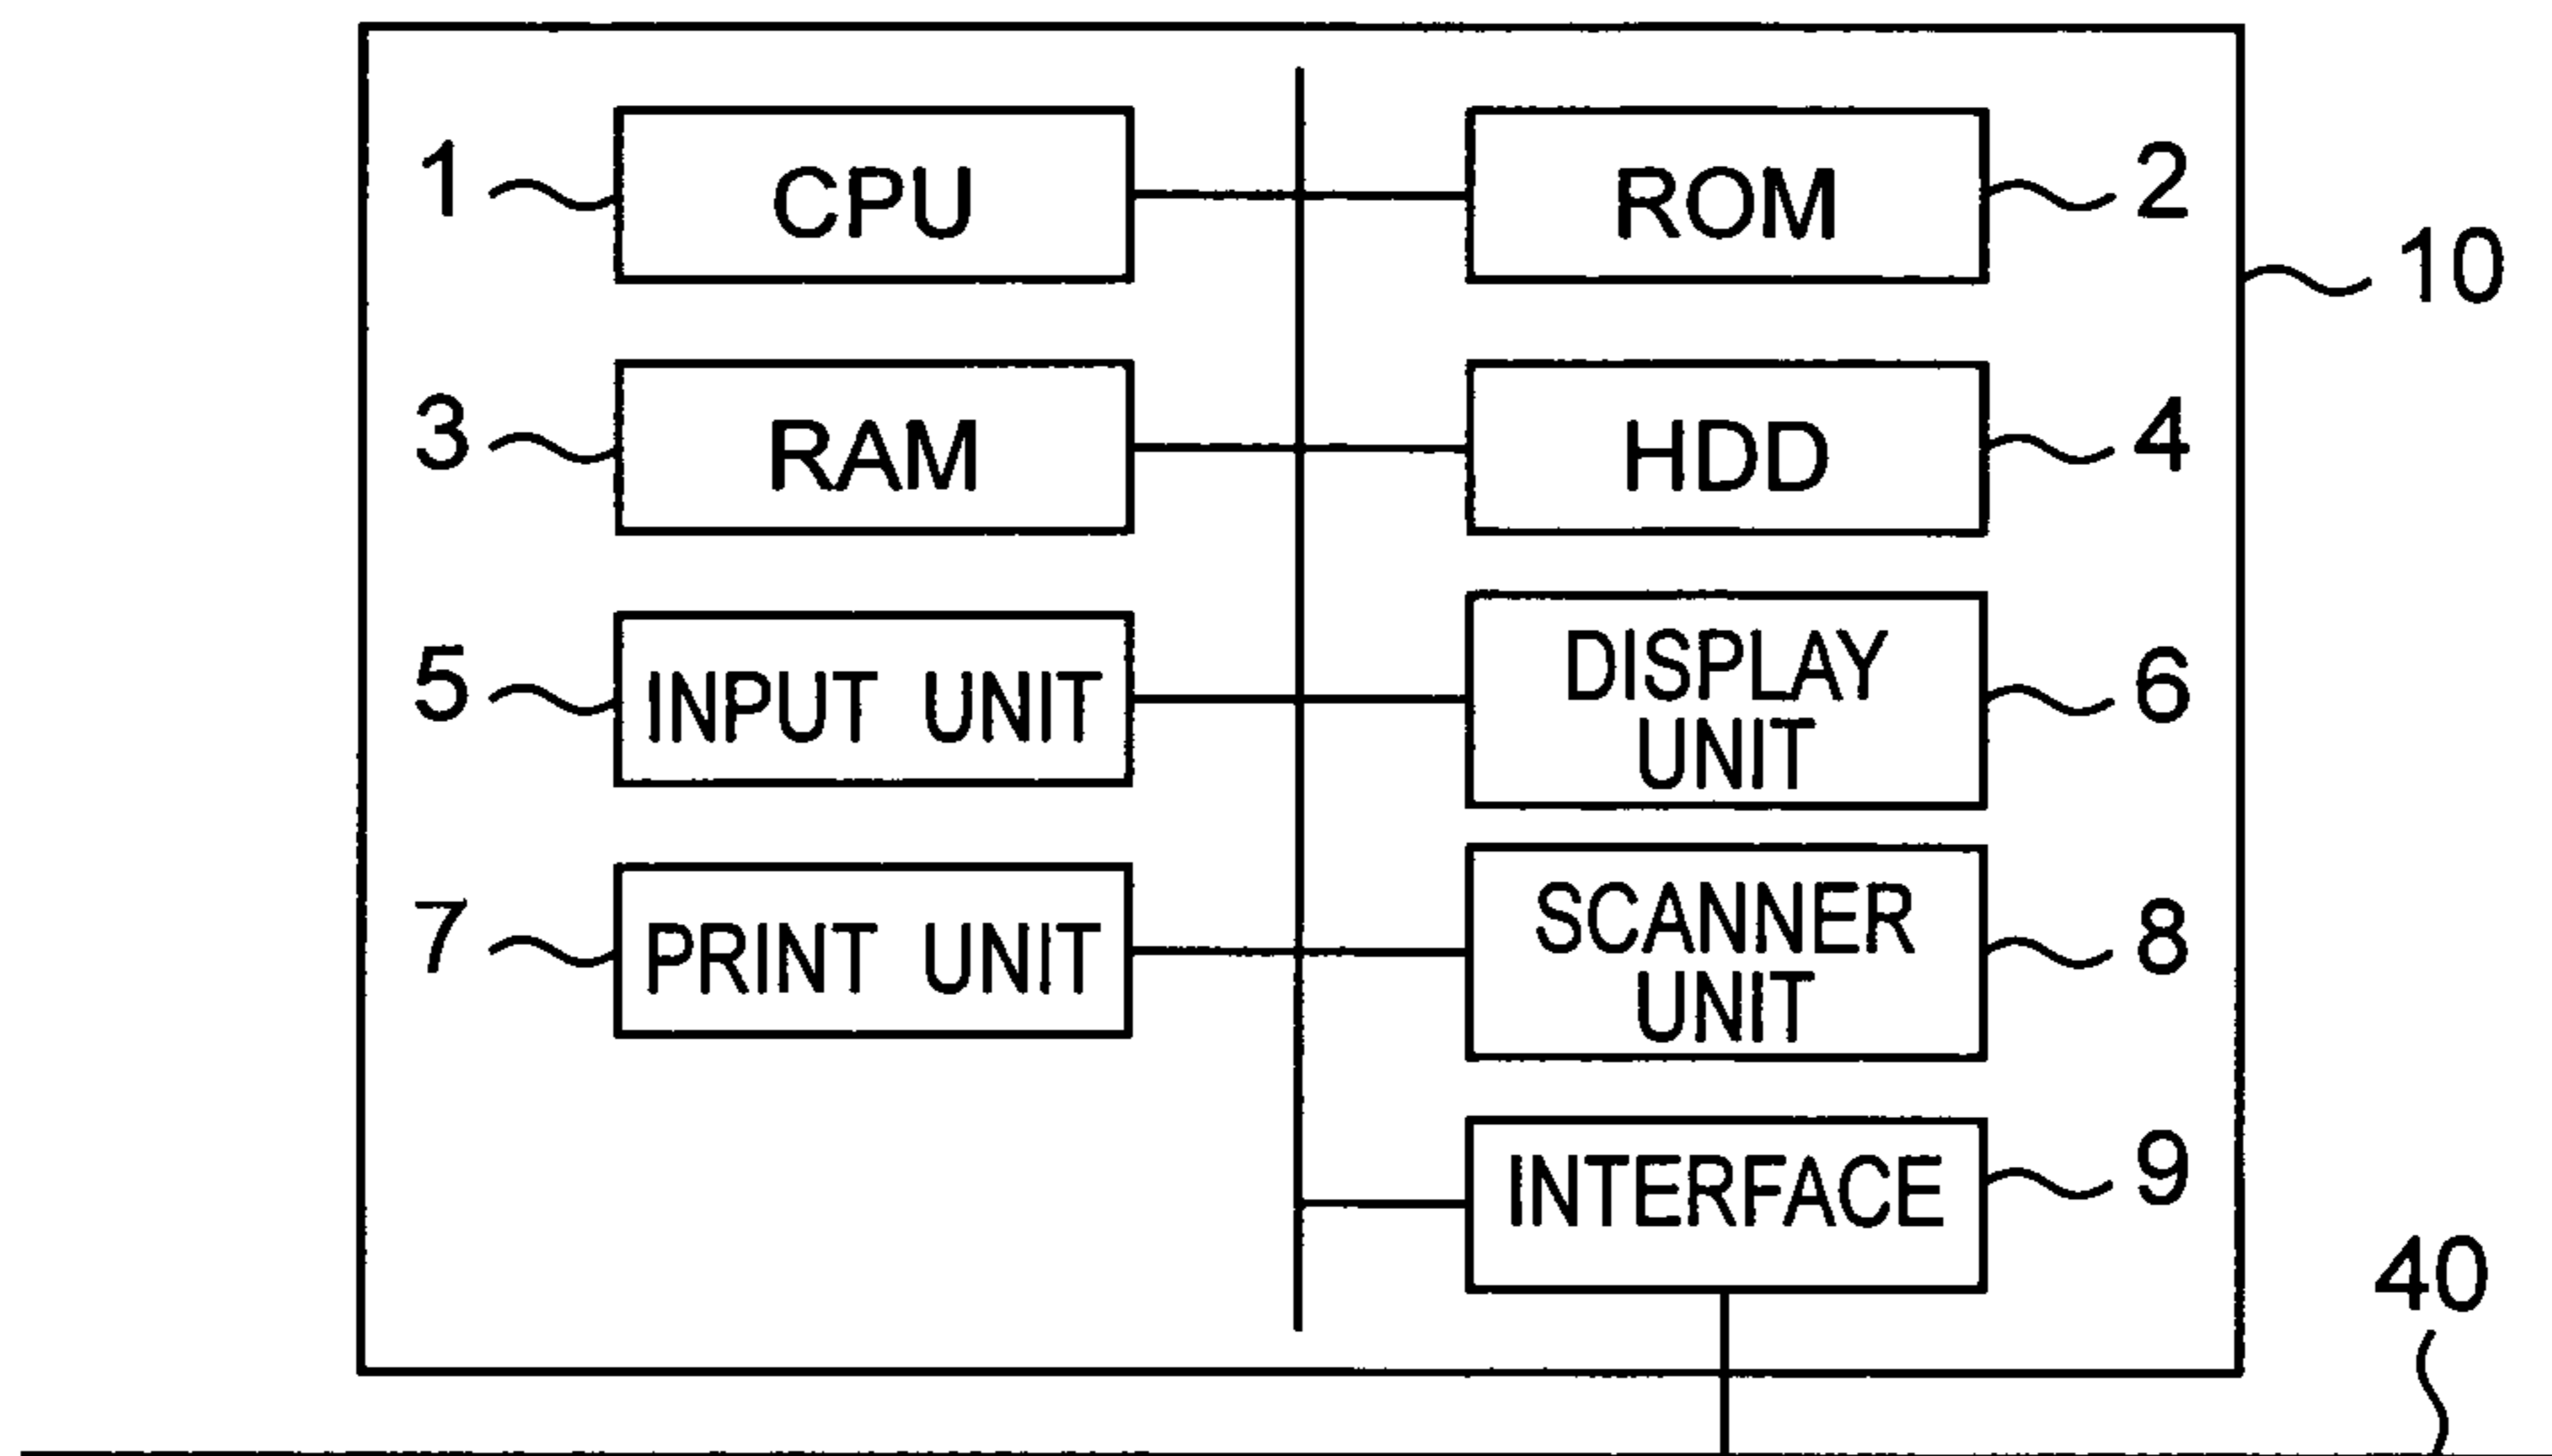 1 CPU ROM 2
10
3 RAM HDD 4
5 INPUT UNIT DISPLAY UNIT 6
7 PRINT UNIT SCANNER UNIT 8
INTERFACE 9
40